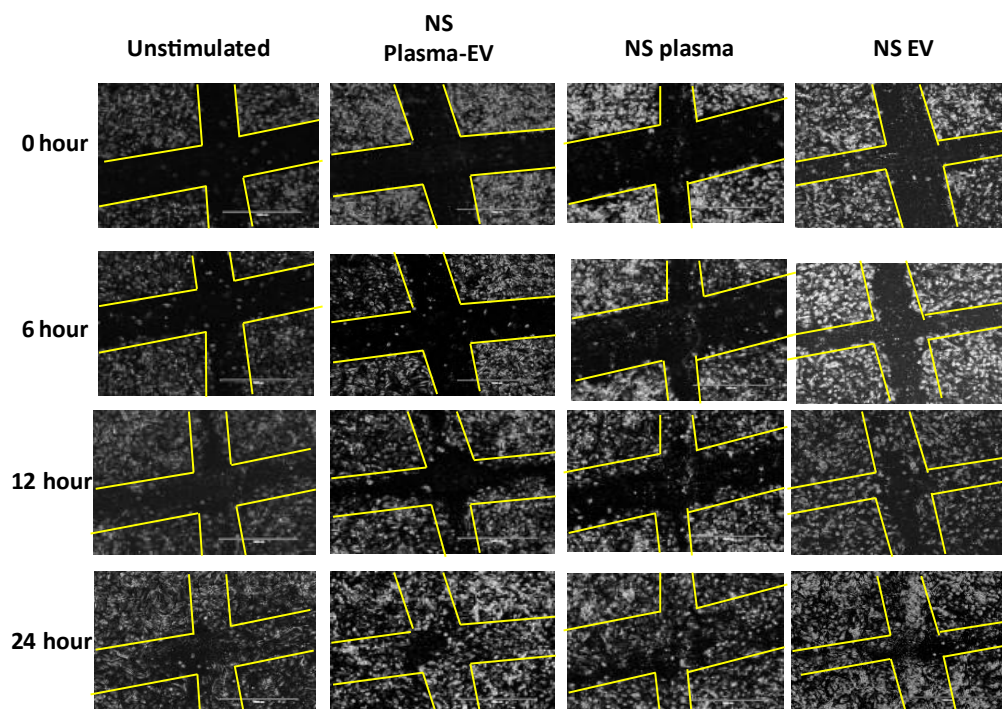 Unstimulated
NS
Plasma-EV
NS plasma
NS EV
0 hour
6 hour
12 hour
24 hour